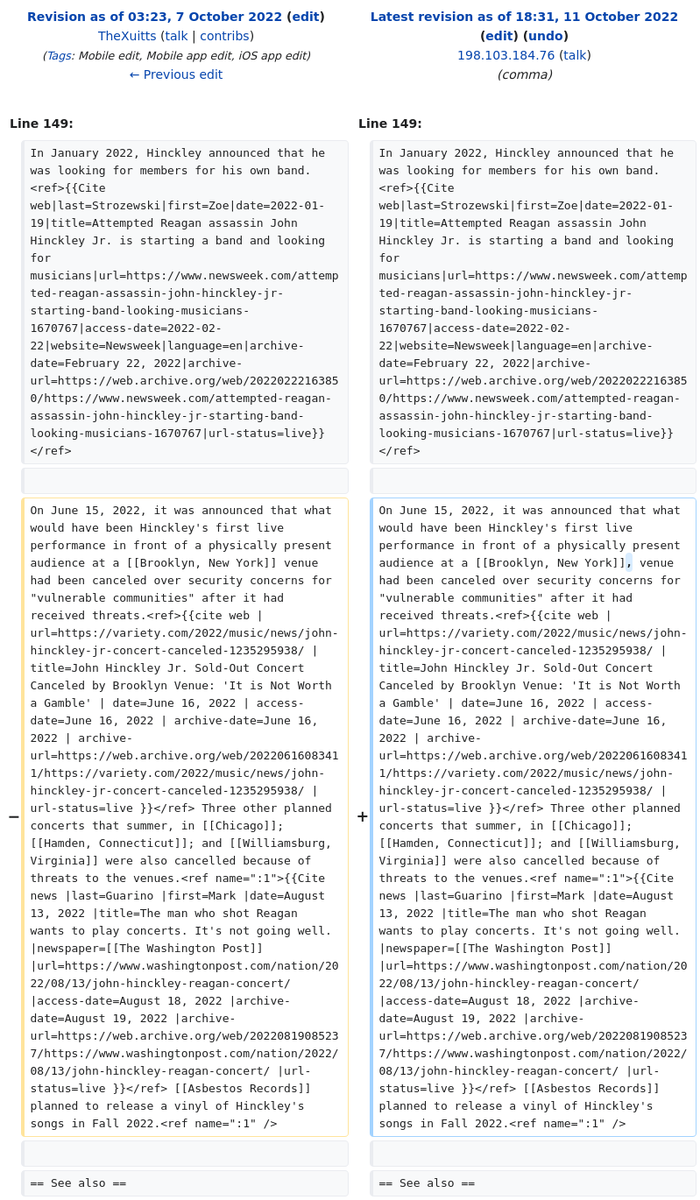 Revision as of 03:23, 7 October 2022 (edit)
TheXuitts (talk | contribs)
(Tags: Mobile edit, Mobile app edit, iOS app edit)
← Previous edit
Latest revision as of 18:31, 11 October 2022
(edit) (undo)
198.103.184.76 (talk)
(comma)
Line 149:
In January 2022, Hinckley announced that he
was looking for members for his own band.
<ref>{{Cite
web|last=Strozewski|first=Zoe|date=2022-01-
19|title=Attempted Reagan assassin John
Hinckley Jr. is starting a band and looking
for
musicians|url=https://www.newsweek.com/attemp
ted-reagan-assassin-john-hinckley-jr-
starting-band-looking-musicians-
1670767|access-date=2022-02-
22|website=Newsweek|language=en|archive-
date=February 22, 2022|archive-
url=https://web.archive.org/web/2022022216385
0/https://www.newsweek.com/attempted-reagan-
assassin-john-hinckley-jr-starting-band-
looking-musicians-1670767|url-status=live}}
</ref>
Line 149:
In January 2022, Hinckley announced that he
was looking for members for his own band.
<ref>{{Cite
web|last=Strozewski|first=Zoe|date=2022-01-
19|title=Attempted Reagan assassin John
Hinckley Jr. is starting a band and looking
for
musicians|url=https://www.newsweek.com/attemp
ted-reagan-assassin-john-hinckley-jr-
starting-band-looking-musicians-
1670767|access-date=2022-02-
22|website=Newsweek|language=en|archive-
date=February 22, 2022|archive-
url=https://web.archive.org/web/2022022216385
0/https://www.newsweek.com/attempted-reagan-
assassin-john-hinckley-jr-starting-band-
looking-musicians-1670767|url-status=live}}
</ref>
−
On June 15, 2022, it was announced that what
would have been Hinckley's first live
performance in front of a physically present
audience at a [[Brooklyn, New York]] venue
had been canceled over security concerns for
"vulnerable communities" after it had
received threats.<ref>{{cite web |
url=https://variety.com/2022/music/news/john-
hinckley-jr-concert-canceled-1235295938/ |
title=John Hinckley Jr. Sold-Out Concert
Canceled by Brooklyn Venue: 'It is Not Worth
a Gamble' | date=June 16, 2022 | access-
date=June 16, 2022 | archive-date=June 16,
2022 | archive-
url=https://web.archive.org/web/2022061608341
1/https://variety.com/2022/music/news/john-
hinckley-jr-concert-canceled-1235295938/ |
url-status=live }}</ref> Three other planned
concerts that summer, in [[Chicago]];
[[Hamden, Connecticut]]; and [[Williamsburg,
Virginia]] were also cancelled because of
threats to the venues.<ref name=":1">{{Cite
news |last=Guarino |first=Mark |date=August
13, 2022 |title=The man who shot Reagan
wants to play concerts. It's not going well.
|newspaper=[[The Washington Post]]
|url=https://www.washingtonpost.com/nation/20
22/08/13/john-hinckley-reagan-concert/
|access-date=August 18, 2022 |archive-
date=August 19, 2022 |archive-
url=https://web.archive.org/web/2022081908523
7/https://www.washingtonpost.com/nation/2022/
08/13/john-hinckley-reagan-concert/ |url-
status=live }}</ref> [[Asbestos Records]]
planned to release a vinyl of Hinckley's
songs in Fall 2022.<ref name=":1" />
+
On June 15, 2022, it was announced that what
would have been Hinckley's first live
performance in front of a physically present
audience at a [[Brooklyn, New York]], venue
had been canceled over security concerns for
"vulnerable communities" after it had
received threats.<ref>{{cite web |
url=https://variety.com/2022/music/news/john-
hinckley-jr-concert-canceled-1235295938/ |
title=John Hinckley Jr. Sold-Out Concert
Canceled by Brooklyn Venue: 'It is Not Worth
a Gamble' | date=June 16, 2022 | access-
date=June 16, 2022 | archive-date=June 16,
2022 | archive-
url=https://web.archive.org/web/2022061608341
1/https://variety.com/2022/music/news/john-
hinckley-jr-concert-canceled-1235295938/ |
url-status=live }}</ref> Three other planned
concerts that summer, in [[Chicago]];
[[Hamden, Connecticut]]; and [[Williamsburg,
Virginia]] were also cancelled because of
threats to the venues.<ref name=":1">{{Cite
news |last=Guarino |first=Mark |date=August
13, 2022 |title=The man who shot Reagan
wants to play concerts. It's not going well.
|newspaper=[[The Washington Post]]
|url=https://www.washingtonpost.com/nation/20
22/08/13/john-hinckley-reagan-concert/
|access-date=August 18, 2022 |archive-
date=August 19, 2022 |archive-
url=https://web.archive.org/web/2022081908523
7/https://www.washingtonpost.com/nation/2022/
08/13/john-hinckley-reagan-concert/ |url-
status=live }}</ref> [[Asbestos Records]]
planned to release a vinyl of Hinckley's
songs in Fall 2022.<ref name=":1" />
== See also ==
== See also ==